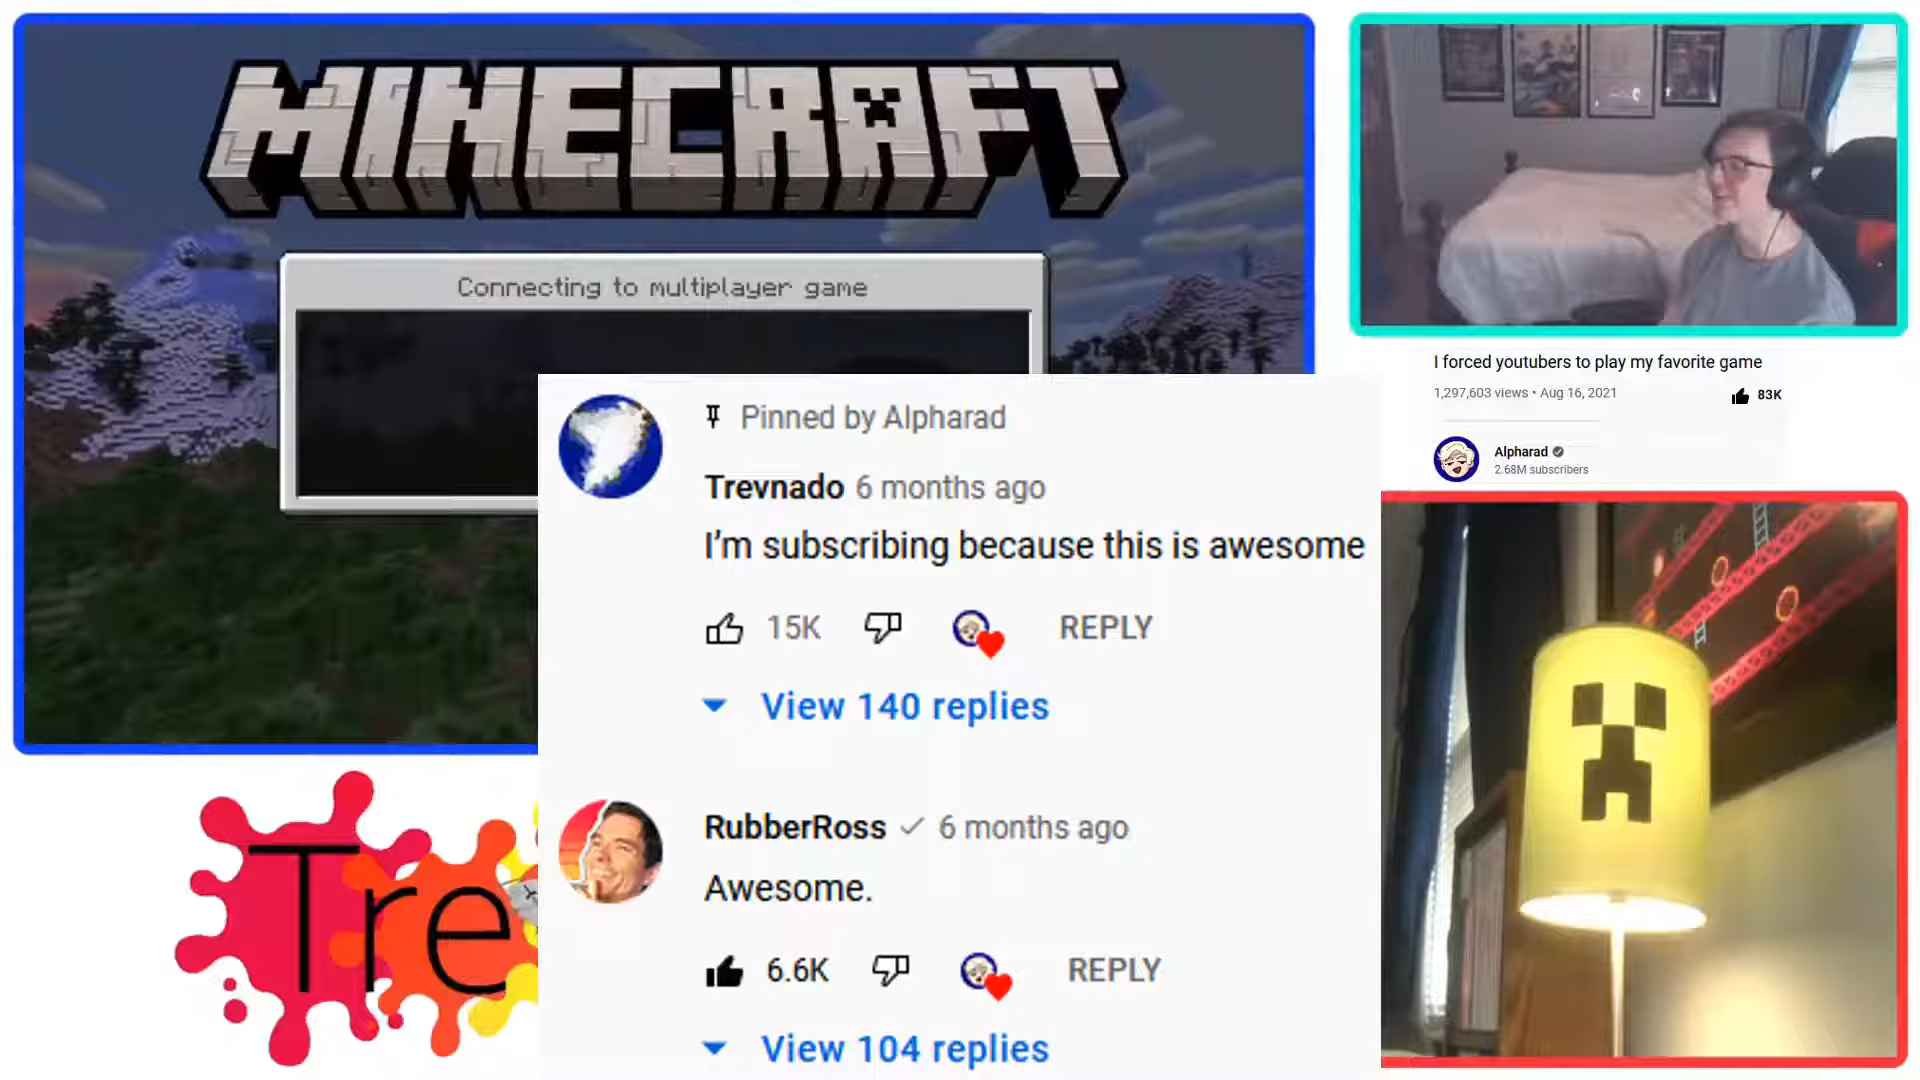 MINECRAFT
Connecting to multiplayer game
I forced youtubers to play my favorite game
1,297,603 views • Aug 16, 2021
83K
Alpharad
2.68M subscribers
Pinned by Alpharad
Trevnado 6 months ago
I'm subscribing because this is awesome
15K
REPLY
View 140 replies
RubberRoss 6 months ago
Awesome.
6.6K
REPLY
View 104 replies
Tre